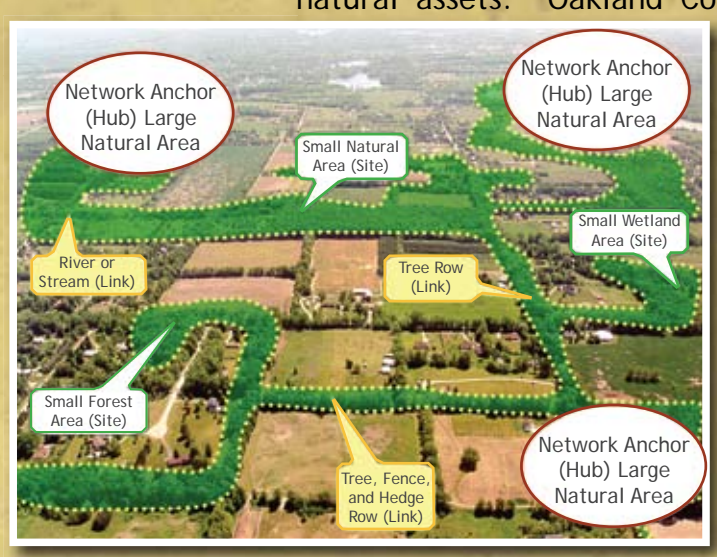 natural assets. Oakland Co
Network Anchor
(Hub) Large
Natural Area
Network Anchor
(Hub) Large
Natural Area
Small Natural
Area (Site)
Small Wetland
Area (Site)
River or
Stream (Link)
Tree Row
(Link)
Small Forest
Area (Site)
Tree, Fence,
and Hedge
Row (Link)
Network Anchor
(Hub) Large
Natural Area